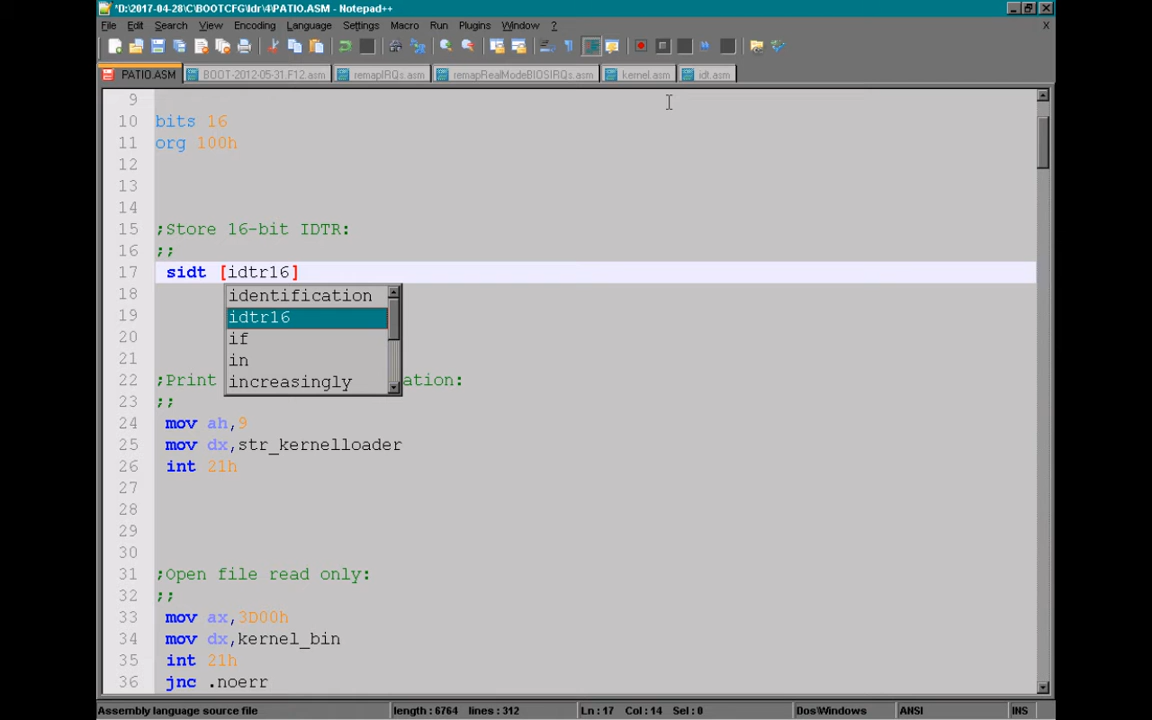 *D:\2017-04-28\C\BOOTCFG\ldr\4\PATIO.ASM - Notepad++
File Edit Search View Encoding Language Settings Macro Run Plugins Window ?
X
PATIO.ASM BOOT-2012-05-31.F12.asm remapIRQs.asm remapRealModeBIOSIRQs.asm kernel.asm idt.asm
9
10 bits 16
11 org 100h
12
13
14
15 ;Store 16-bit IDTR:
16 ;;
17 sidt [idtr16]
18 identification
19 idtr16
20 if
21 in
22 ;Print increasingly ation:
23 ;;
24 mov ah,9
25 mov dx,str_kernelloader
26 int 21h
27
28
29
30
31 ;Open file read only:
32 ;;
33 mov ax,3D00h
34 mov dx,kernel_bin
35 int 21h
36 jnc .noerr
Assembly language source file length : 6764 lines : 312 Ln : 17 Col : 14 Sel : 0 Dos\Windows ANSI INS